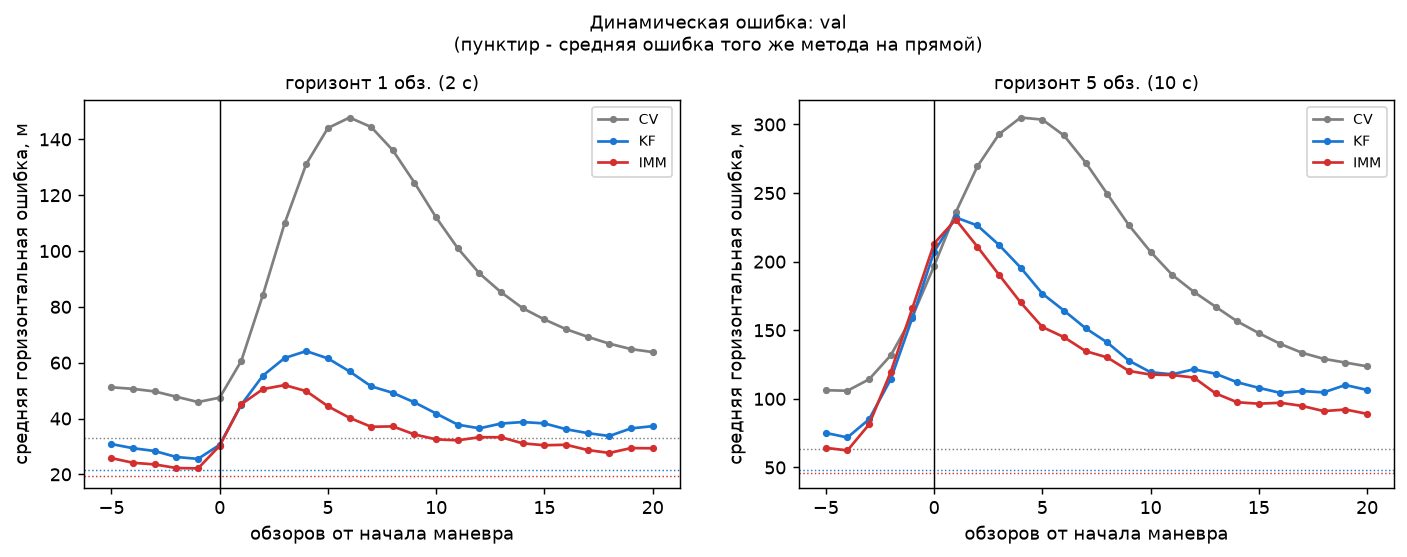 Динамическая ошибка: val
(пунктир - средняя ошибка того же метода на прямой)
горизонт 1 обз. (2 с)
средняя горизонтальная ошибка, м
140
120
100
80
60
40
20
−5
0
5
10
15
20
обзоров от начала маневра
CV
KF
IMM
горизонт 5 обз. (10 с)
средняя горизонтальная ошибка, м
300
250
200
150
100
50
−5
0
5
10
15
20
обзоров от начала маневра
CV
KF
IMM